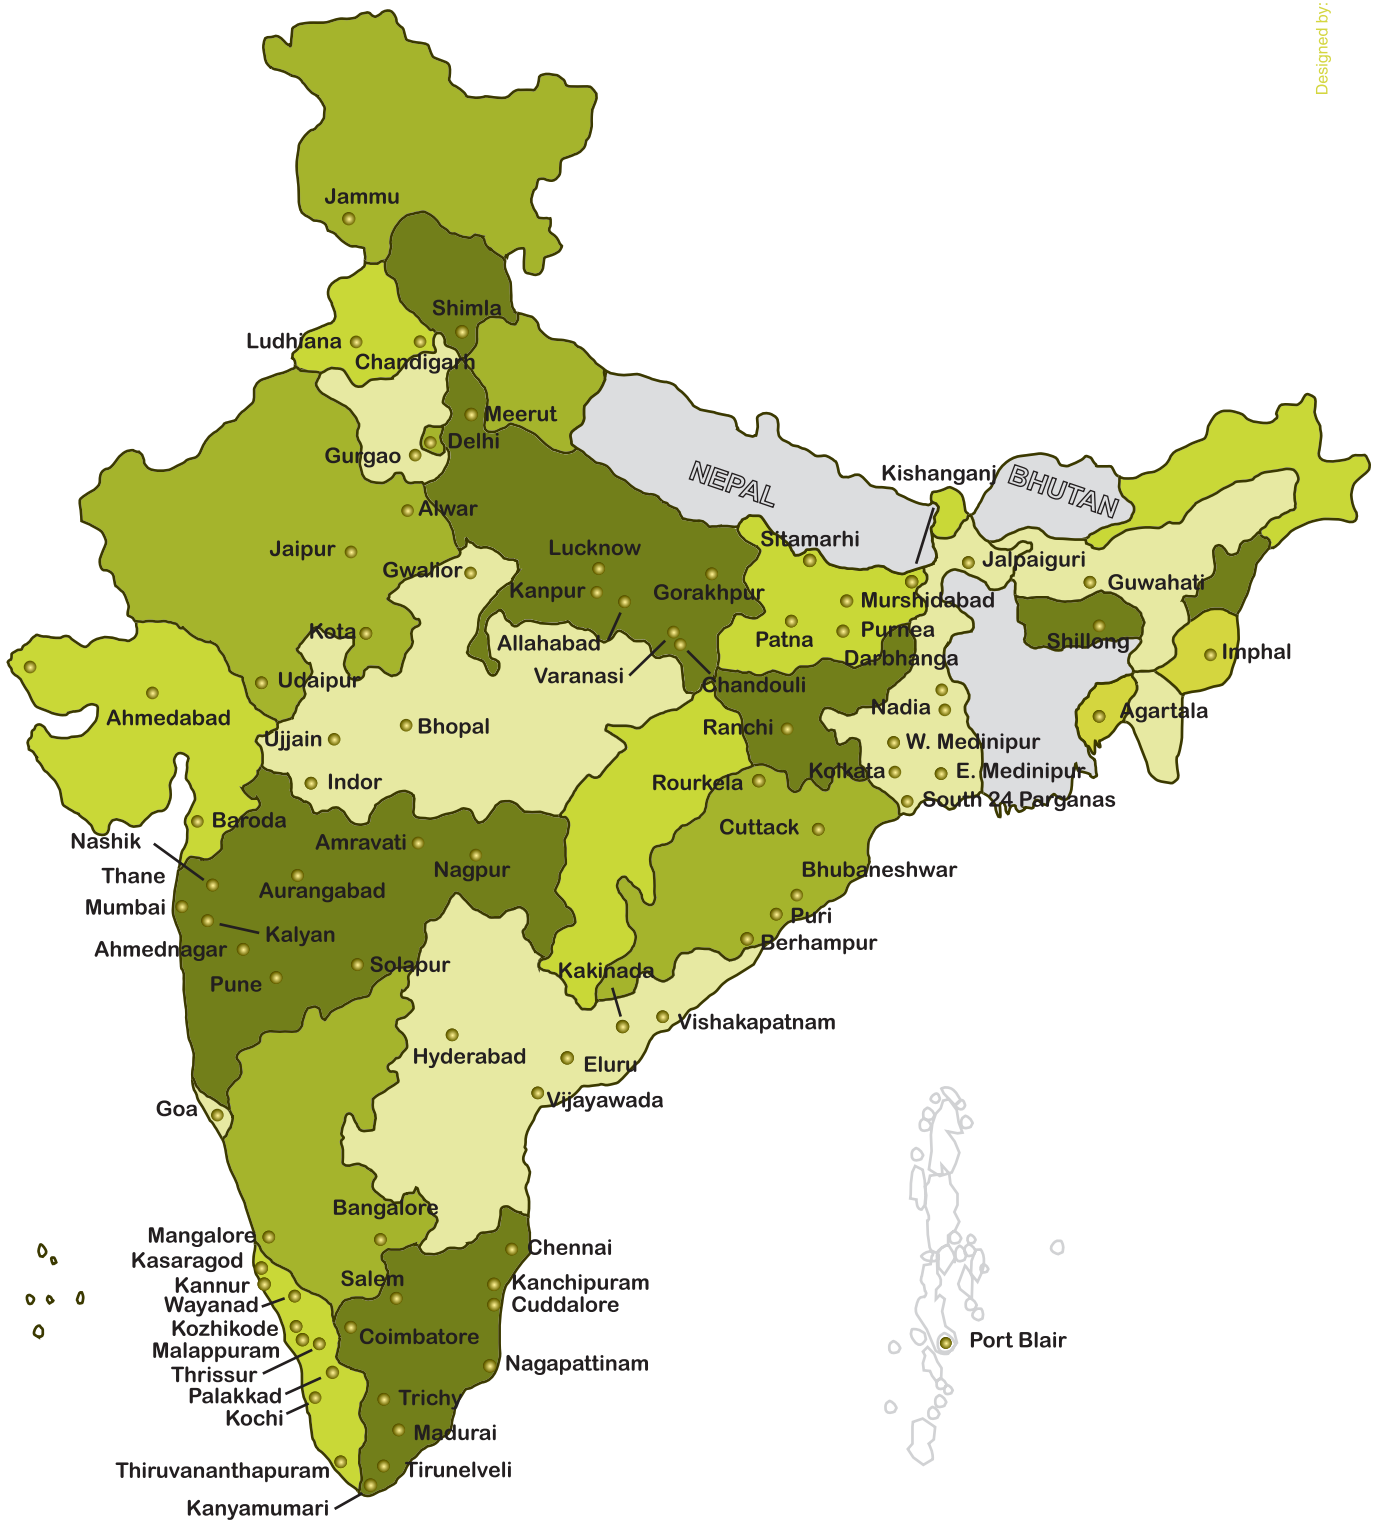 Designed by:
Jammu
Shimla
Ludhiana
Chandigarh
Meerut
Delhi
Gurgao
NEPAL
Kishanganj
BHUTAN
Alwar
Sitamarhi
Jaipur
Lucknow
Jalpaiguri
Gwalior
Guwahati
Kanpur
Gorakhpur
Murshidabad
Kota
Allahabad
Patna
Purnea
Shillong
Imphal
Darbhanga
Varanasi
Udaipur
Chandouli
Ahmedabad
Nadia
Agartala
Bhopal
Ranchi
Ujjain
W. Medinipur
Kolkata
E. Medinipur
Indor
Rourkela
South 24 Parganas
Baroda
Cuttack
Nashik
Amravati
Nagpur
Bhubaneshwar
Thane
Aurangabad
Mumbai
Puri
Kalyan
Berhampur
Ahmednagar
Solapur
Kakinada
Pune
Vishakapatnam
Hyderabad
Eluru
Vijayawada
Goa
Bangalore
Mangalore
Chennai
Kasaragod
Salem
Kannur
Kanchipuram
Wayanad
Cuddalore
Kozhikode
Coimbatore
Port Blair
Malappuram
Nagapattinam
Thrissur
Palakkad
Trichy
Kochi
Madurai
Thiruvananthapuram
Tirunelveli
Kanyamumari